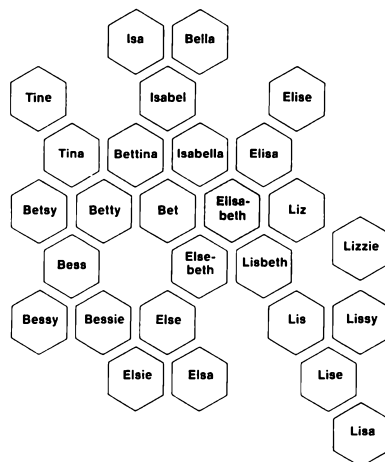 Isa Bella
Tine Isabel Elise
Tina Bettina Isabella Elisa
Betsy Betty Bet Elisa-
beth Liz
Lizzie
Bess Else-
beth Lisbeth
Bessy Bessie Else Lis Lissy
Elsie Elsa Lise
Lisa